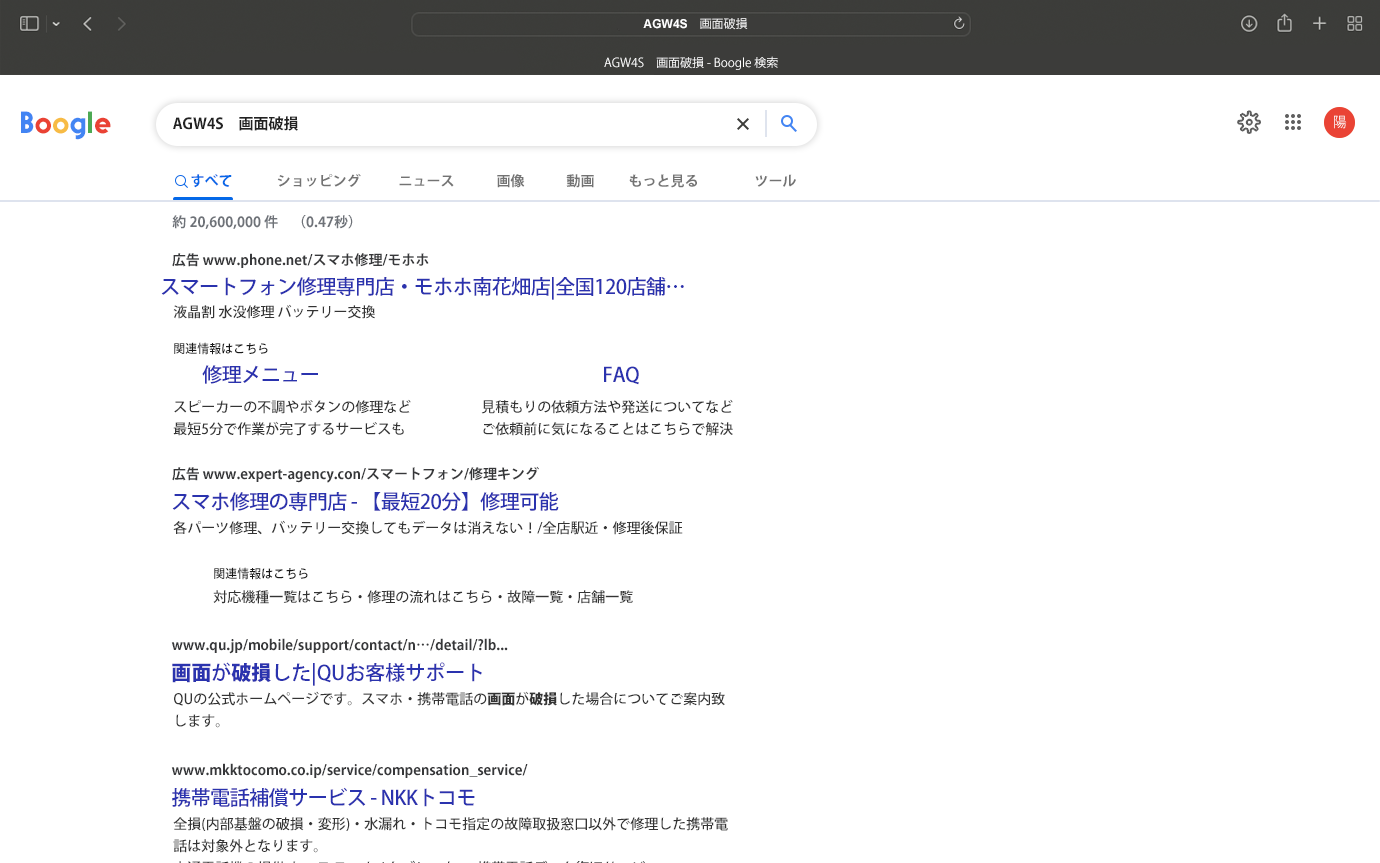 AGW4S　画面破損
AGW4S　画面破損 - Boogle 検索
Boogle
AGW4S　画面破損
陽
すべて ショッピング ニュース 画像 動画 もっと見る ツール
約 20,600,000 件 （0.47秒）
広告 www.phone.net/スマホ修理/モホホ
スマートフォン修理専門店・モホホ南花畑店|全国120店舗…
液晶割 水没修理 バッテリー交換
関連情報はこちら
修理メニュー FAQ
スピーカーの不調やボタンの修理など 見積もりの依頼方法や発送についてなど
最短5分で作業が完了するサービスも ご依頼前に気になることはこちらで解決
広告 www.expert-agency.con/スマートフォン/修理キング
スマホ修理の専門店 - 【最短20分】修理可能
各パーツ修理、バッテリー交換してもデータは消えない！/全店駅近・修理後保証
関連情報はこちら
対応機種一覧はこちら・修理の流れはこちら・故障一覧・店舗一覧
www.qu.jp/mobile/support/contact/n…/detail/?lb...
画面が破損した|QUお客様サポート
QUの公式ホームページです。スマホ・携帯電話の画面が破損した場合についてご案内致
します。
www.mkktocomo.co.ip/service/compensation_service/
携帯電話補償サービス - NKKトコモ
全損(内部基盤の破損・変形)・水漏れ・トコモ指定の故障取扱窓口以外で修理した携帯電
話は対象外となります。